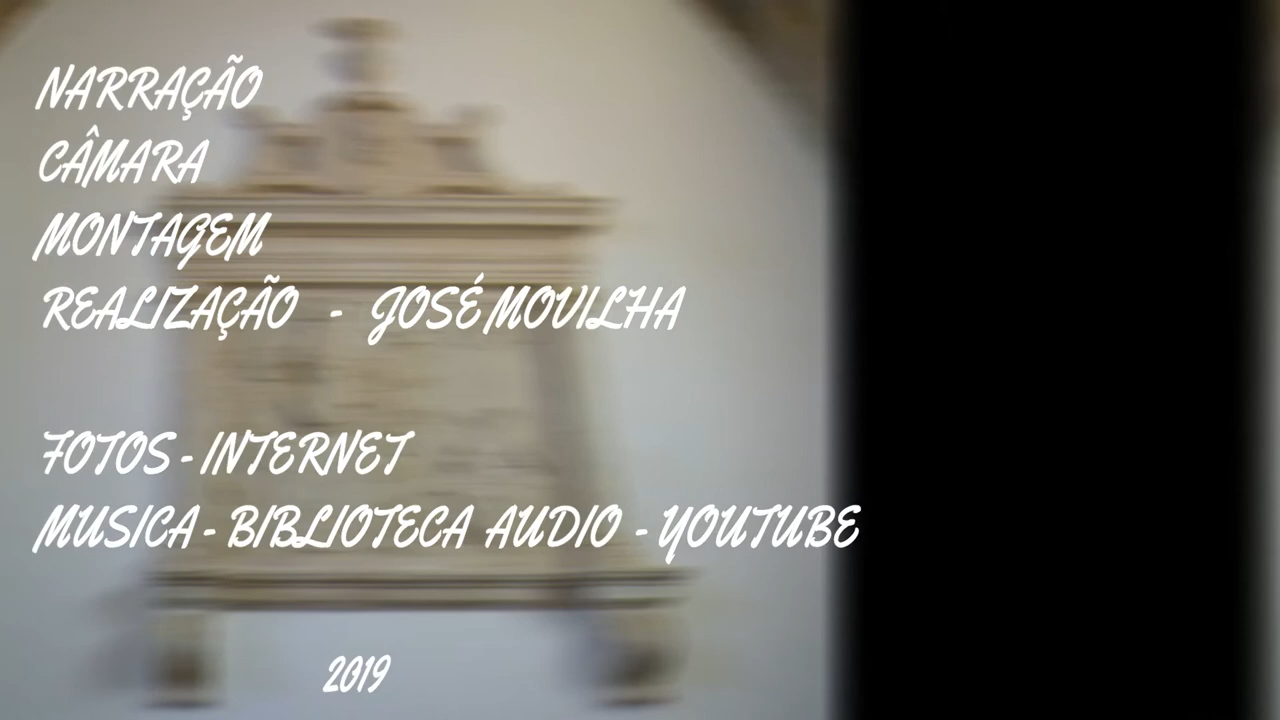 NARRAÇÃO
CÂMARA
MONTAGEM
REALIZAÇÃO - JOSÉ MOVILHA
FOTOS - INTERNET
MUSICA - BIBLIOTECA AUDIO - YOUTUBE
2019